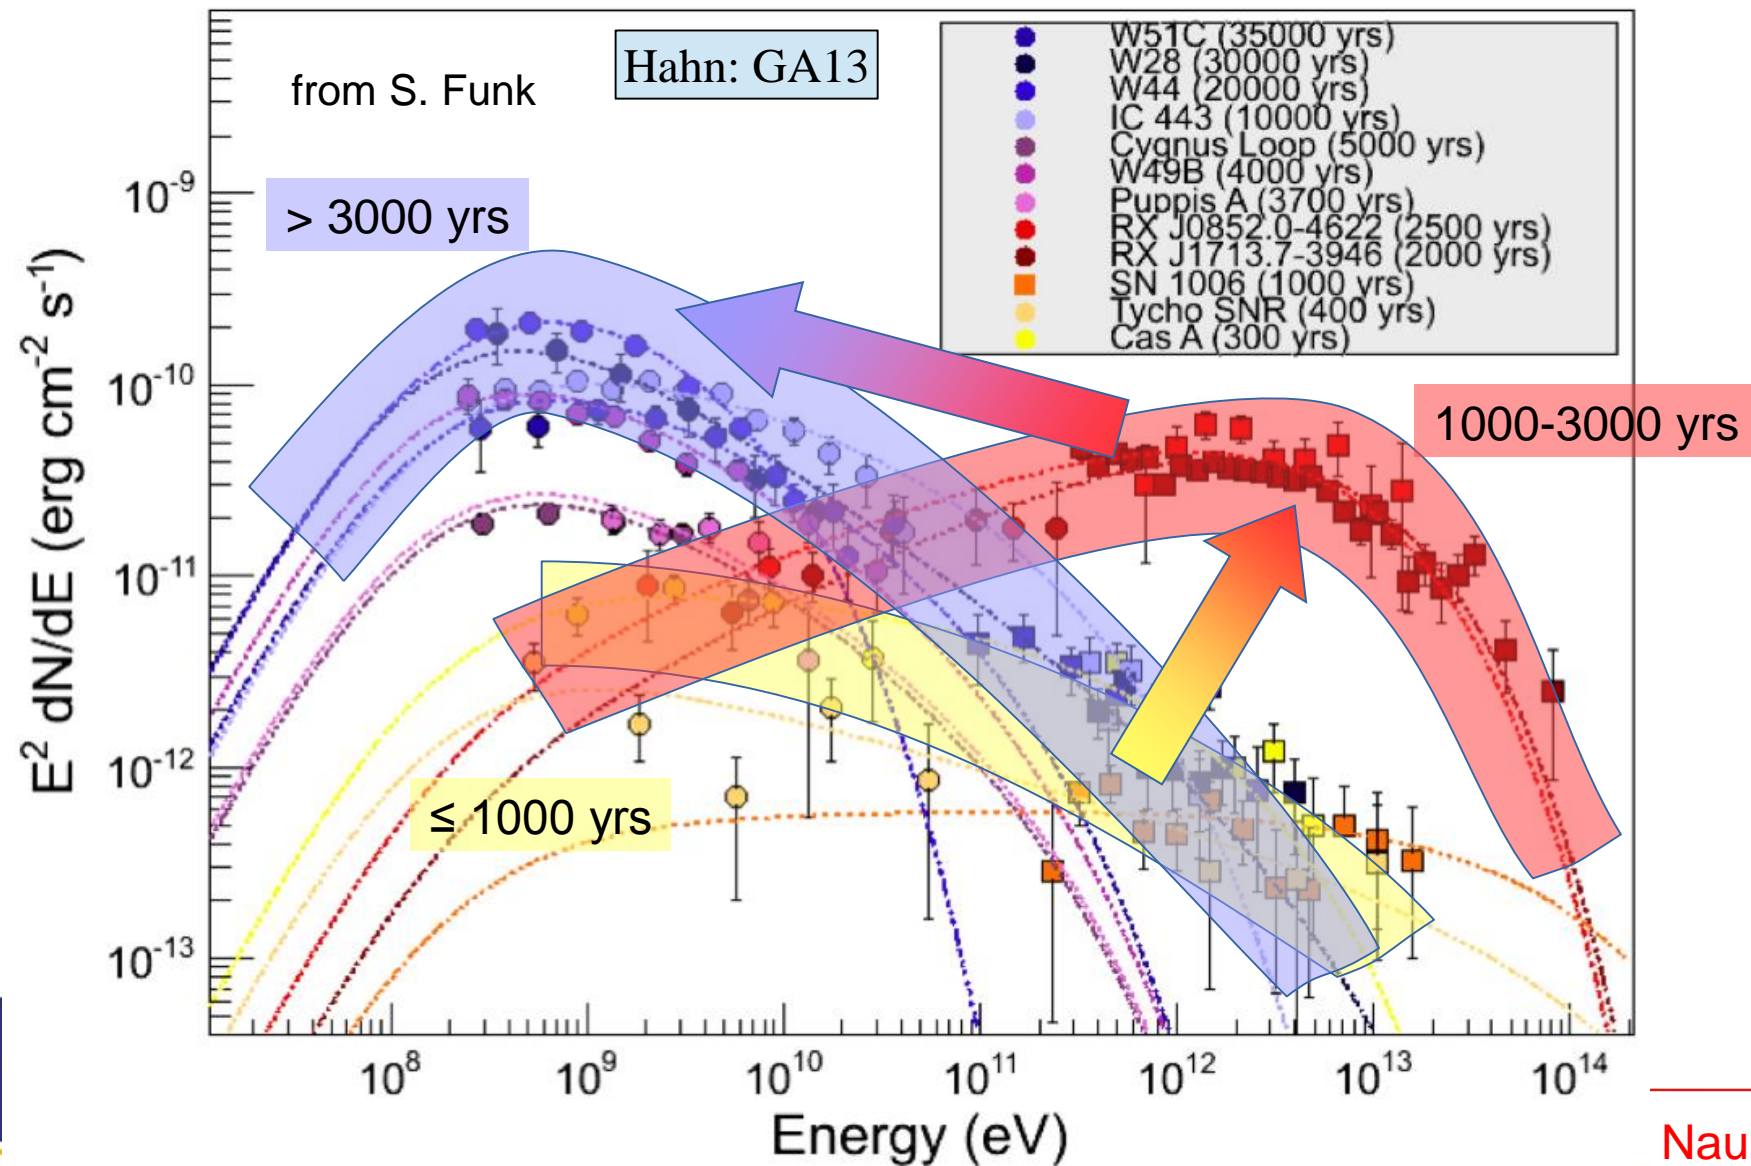 from S. Funk
Hahn: GA13
W51C (35000 yrs)
W28 (30000 yrs)
W44 (20000 yrs)
IC 443 (10000 yrs)
Cygnus Loop (5000 yrs)
W49B (4000 yrs)
Puppis A (3700 yrs)
RX J0852.0-4622 (2500 yrs)
RX J1713.7-3946 (2000 yrs)
SN 1006 (1000 yrs)
Tycho SNR (400 yrs)
Cas A (300 yrs)
> 3000 yrs
1000-3000 yrs
≤ 1000 yrs
E² dN/dE (erg cm⁻² s⁻¹)
10⁻⁹
10⁻¹⁰
10⁻¹¹
10⁻¹²
10⁻¹³
10⁸ 10⁹ 10¹⁰ 10¹¹ 10¹² 10¹³ 10¹⁴
Energy (eV)
Nau